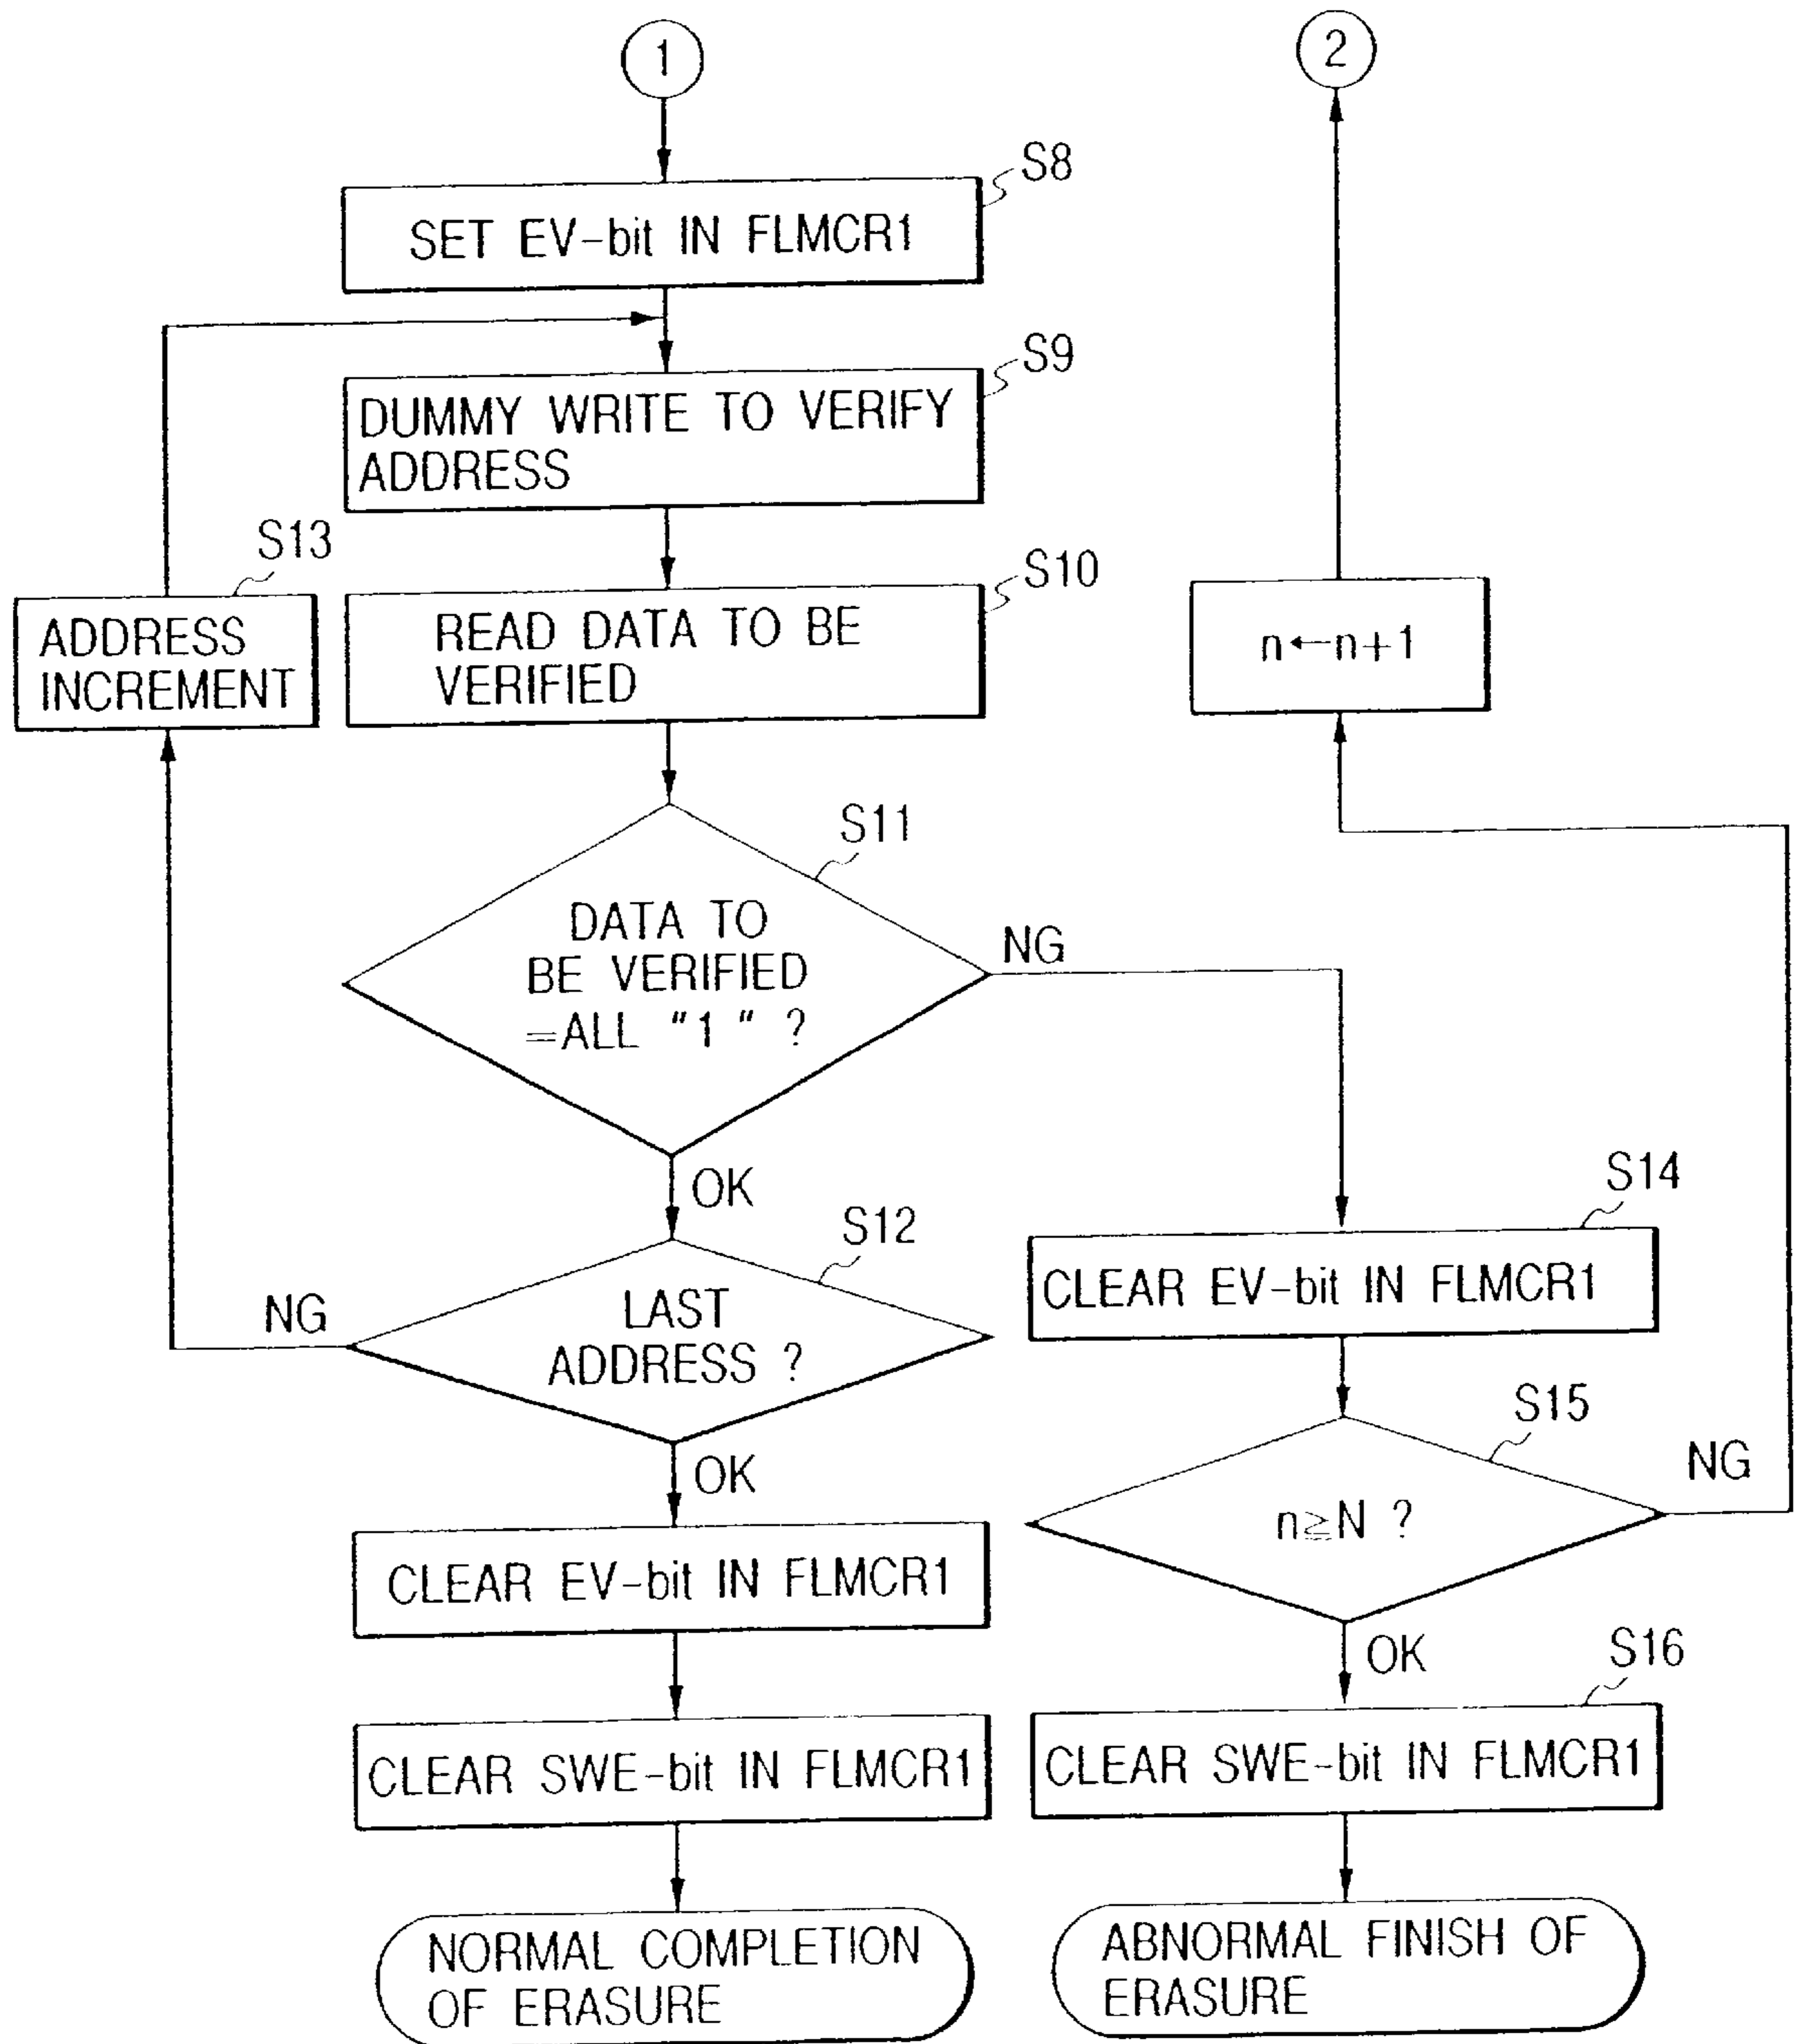 1
2
S8
SET EV-bit IN FLMCR1
S9
DUMMY WRITE TO VERIFY
ADDRESS
S13
ADDRESS
INCREMENT
S10
READ DATA TO BE
VERIFIED
n←n+1
S11
DATA TO
BE VERIFIED
=ALL "1" ?
NG
OK
S12
LAST
ADDRESS ?
NG
OK
S14
CLEAR EV-bit IN FLMCR1
S15
n≧N ?
NG
OK
CLEAR EV-bit IN FLMCR1
S16
CLEAR SWE-bit IN FLMCR1
CLEAR SWE-bit IN FLMCR1
NORMAL COMPLETION
OF ERASURE
ABNORMAL FINISH OF
ERASURE